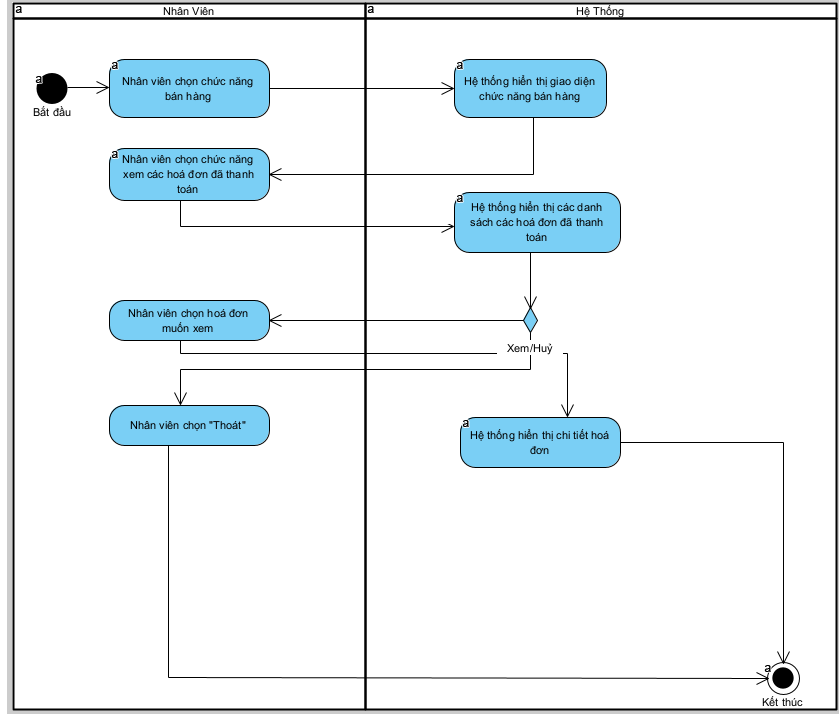 a
Nhân Viên
a
Hệ Thống
a
Bắt đầu
a
Nhân viên chọn chức năng
bán hàng
a
Hệ thống hiển thị giao diện
chức năng bán hàng
a
Nhân viên chọn chức năng
xem các hoá đơn đã thanh
toán
a
Hệ thống hiển thị các danh
sách các hoá đơn đã thanh
toán
Nhân viên chọn hoá đơn
muốn xem
Xem/Huỷ
Nhân viên chọn "Thoát"
a
Hệ thống hiển thị chi tiết hoá
đơn
a
Kết thúc